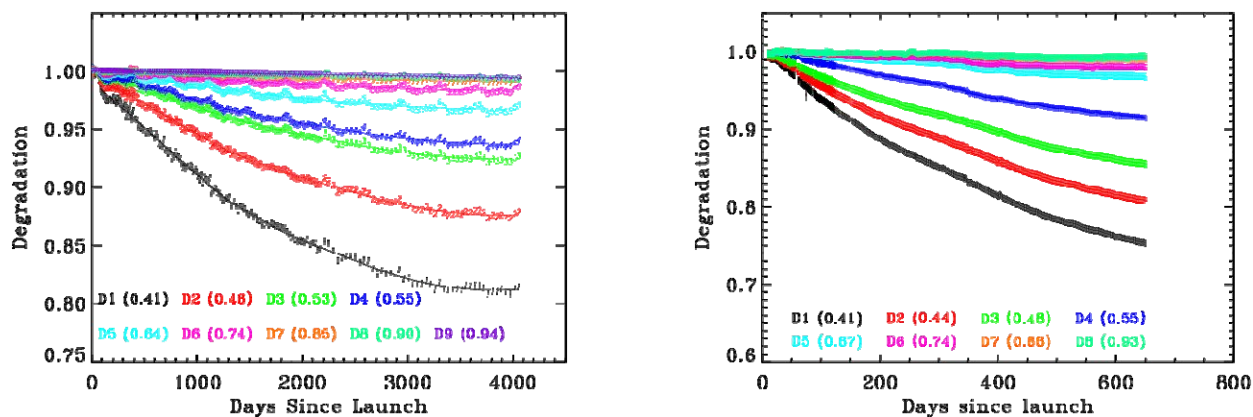 1.00
0.95
0.90
0.85
0.80
0.75
Degradation
D1 (0.41) D2 (0.48) D3 (0.53) D4 (0.55)
D5 (0.64) D6 (0.74) D7 (0.85) D8 (0.90) D9 (0.94)
0 1000 2000 3000 4000
Days Since Launch
1.0
0.9
0.8
0.7
0.6
Degradation
D1 (0.41) D2 (0.44) D3 (0.48) D4 (0.55)
D5 (0.67) D6 (0.74) D7 (0.86) D8 (0.93)
0 200 400 600 800
Days since launch